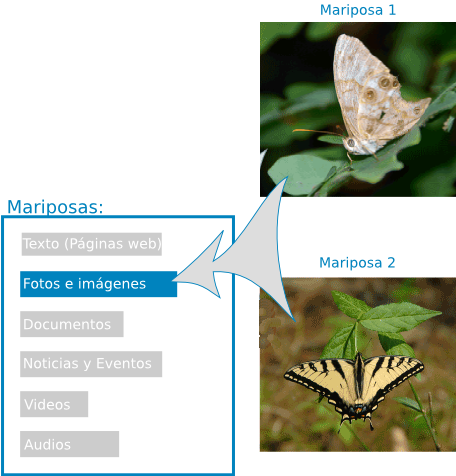 Mariposa 1
Mariposas:
Texto (Páginas web)
Fotos e imágenes
Documentos
Noticias y Eventos
Videos
Audios
Mariposa 2